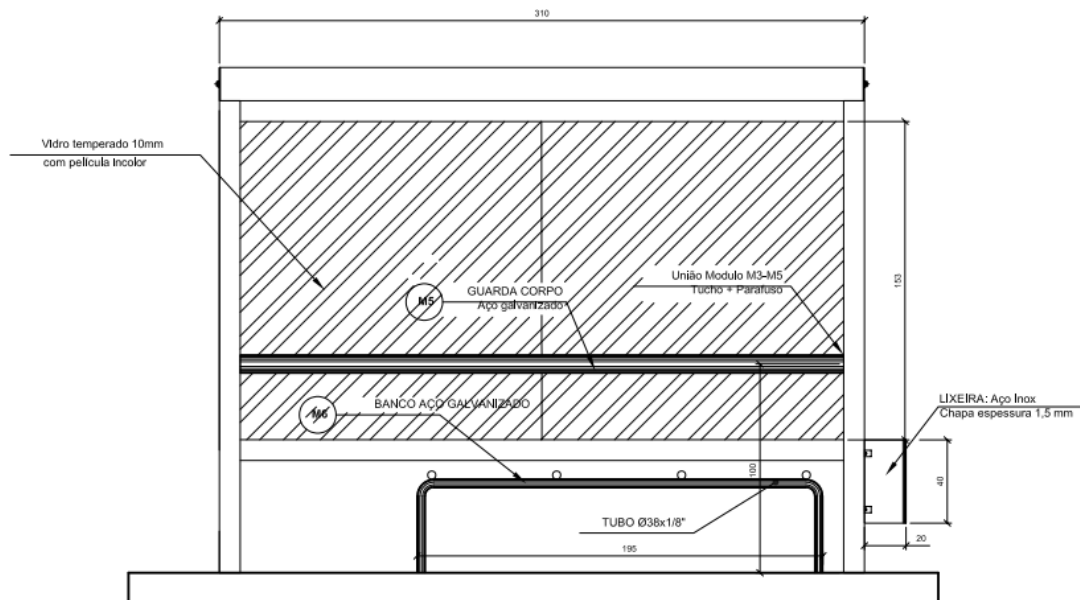 310
Vidro temperado 10mm
com película Incolor
153
União Modulo M3-M5
Tucho + Parafuso
M5
GUARDA CORPO
Aço galvanizado
M6
BANCO AÇO GALVANIZADO
LIXEIRA: Aço Inox
Chapa espessura 1,5 mm
100
40
TUBO Ø38x1/8"
195
20